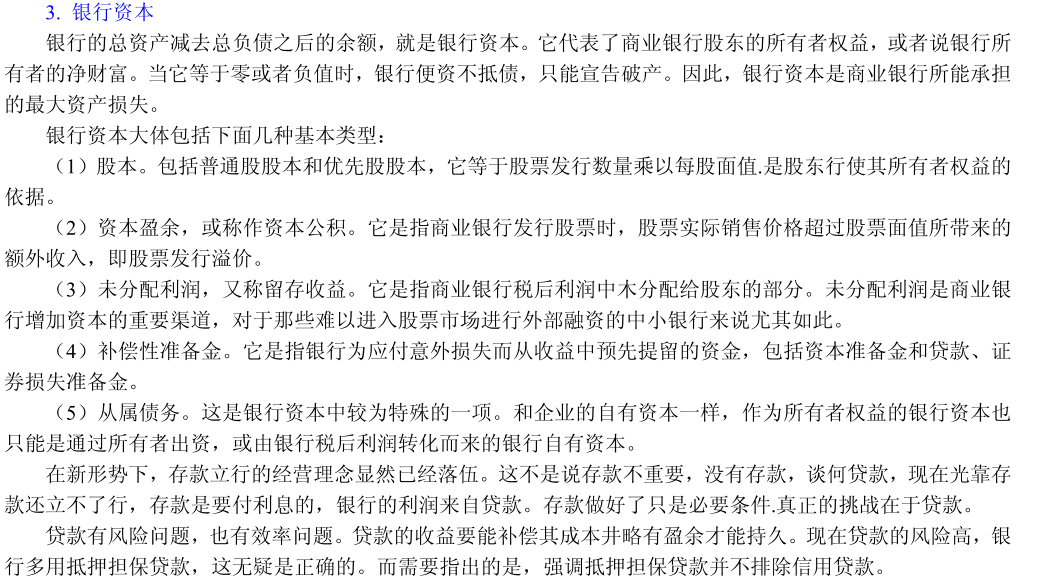 3. 银行资本
银行的总资产减去总负债之后的余额，就是银行资本。它代表了商业银行股东的所有者权益，或者说银行所
有者的净财富。当它等于零或者负值时，银行便资不抵债，只能宣告破产。因此，银行资本是商业银行所能承担
的最大资产损失。
银行资本大体包括下面几种基本类型：
（1）股本。包括普通股股本和优先股股本，它等于股票发行数量乘以每股面值.是股东行使其所有者权益的
依据。
（2）资本盈余，或称作资本公积。它是指商业银行发行股票时，股票实际销售价格超过股票面值所带来的
额外收入，即股票发行溢价。
（3）未分配利润，又称留存收益。它是指商业银行税后利润中木分配给股东的部分。未分配利润是商业银
行增加资本的重要渠道，对于那些难以进入股票市场进行外部融资的中小银行来说尤其如此。
（4）补偿性准备金。它是指银行为应付意外损失而从收益中预先提留的资金，包括资本准备金和贷款、证
券损失准备金。
（5）从属债务。这是银行资本中较为特殊的一项。和企业的自有资本一样，作为所有者权益的银行资本也
只能是通过所有者出资，或由银行税后利润转化而来的银行自有资本。
在新形势下，存款立行的经营理念显然已经落伍。这不是说存款不重要，没有存款，谈何贷款，现在光靠存
款还立不了行，存款是要付利息的，银行的利润来自贷款。存款做好了只是必要条件.真正的挑战在于贷款。
贷款有风险问题，也有效率问题。贷款的收益要能补偿其成本井略有盈余才能持久。现在贷款的风险高，银
行多用抵押担保贷款，这无疑是正确的。而需要指出的是，强调抵押担保贷款并不排除信用贷款。